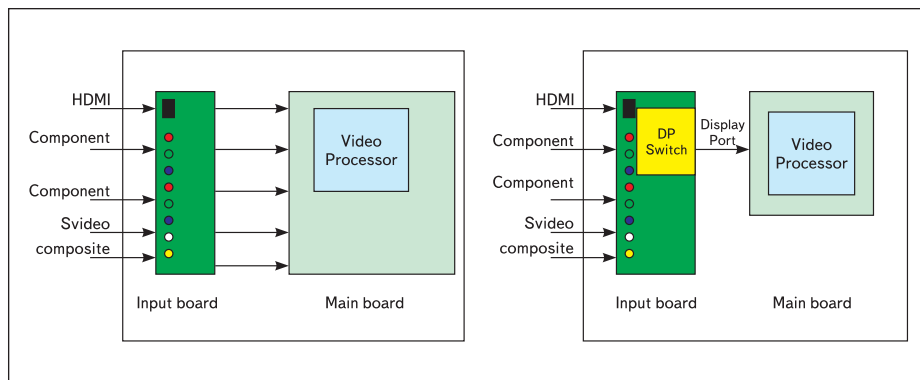 HDMI
Component
Component
Svideo
composite
Video
Processor
Input board
Main board
HDMI
Component
Component
Svideo
composite
DP
Switch
Display
Port
Video
Processor
Input board
Main board